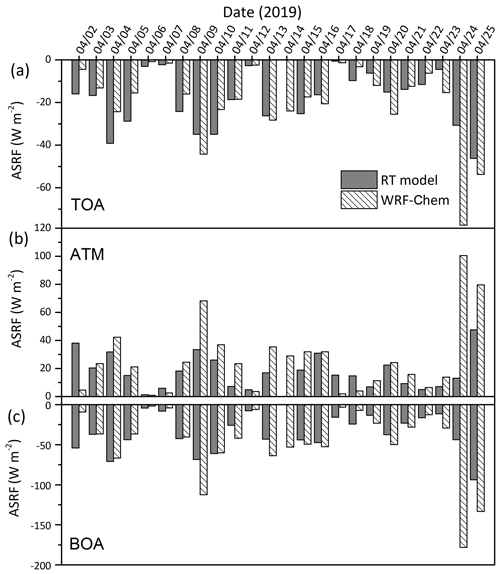 Date (2019)
04/02 04/03 04/04 04/05 04/06 04/07 04/08 04/09 04/10 04/11 04/12 04/13 04/14 04/15 04/16 04/17 04/18 04/19 04/20 04/21 04/22 04/23 04/24 04/25
(a)
0
-20
-40
-60
ASRF (W m⁻²)
TOA
RT model
WRF-Chem
(b)
120
100
80
60
40
20
0
ASRF (W m⁻²)
ATM
(c)
0
-50
-100
-150
-200
ASRF (W m⁻²)
BOA